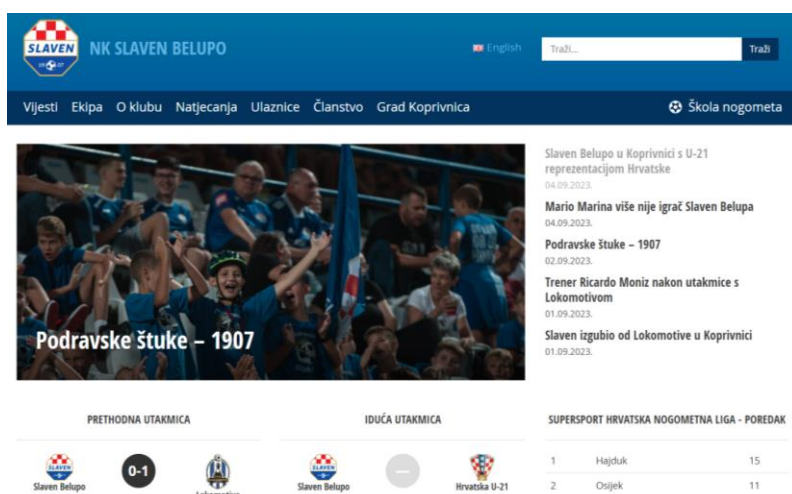 SLAVEN
1907
NK SLAVEN BELUPO
English
Traži...
Traži
Vijesti Ekipa O klubu Natjecanja Ulaznice Članstvo Grad Koprivnica
Škola nogometa
Podravske štuke – 1907
Slaven Belupo u Koprivnici s U-21
reprezentacijom Hrvatske
04.09.2023.
Mario Marina više nije igrač Slaven Belupa
04.09.2023.
Podravske štuke – 1907
02.09.2023.
Trener Ricardo Moniz nakon utakmice s
Lokomotivom
01.09.2023.
Slaven izgubio od Lokomotive u Koprivnici
01.09.2023.
PRETHODNA UTAKMICA
SLAVEN
Slaven Belupo
0-1
Lokomotiva
IDUĆA UTAKMICA
SLAVEN
Slaven Belupo
—
Hrvatska U-21
SUPERSPORT HRVATSKA NOGOMETNA LIGA - POREDAK
1 Hajduk 15
2 Osijek 11